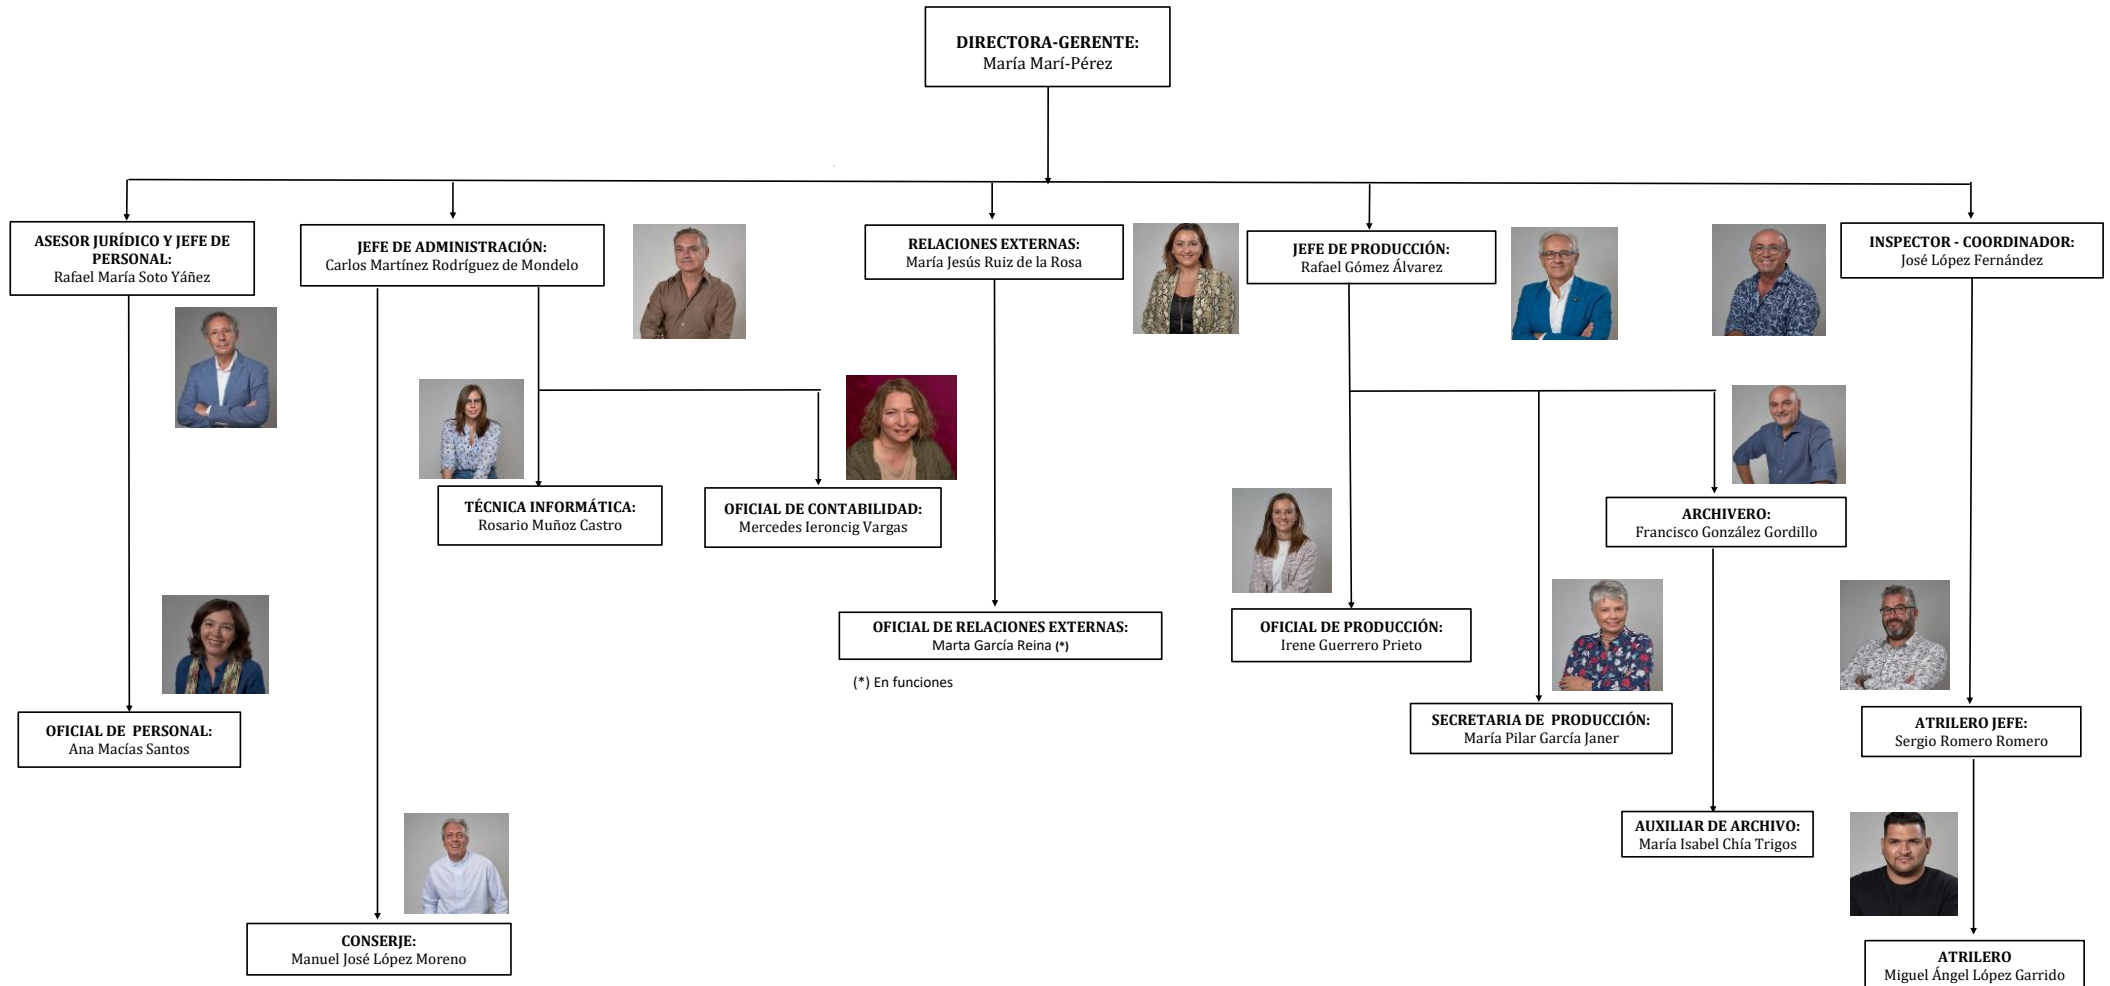 DIRECTORA-GERENTE:
María Marí-Pérez
ASESOR JURÍDICO Y JEFE DE
PERSONAL:
Rafael María Soto Yáñez
JEFE DE ADMINISTRACIÓN:
Carlos Martínez Rodríguez de Mondelo
RELACIONES EXTERNAS:
María Jesús Ruiz de la Rosa
JEFE DE PRODUCCIÓN:
Rafael Gómez Álvarez
INSPECTOR - COORDINADOR:
José López Fernández
TÉCNICA INFORMÁTICA:
Rosario Muñoz Castro
OFICIAL DE CONTABILIDAD:
Mercedes Ieroncig Vargas
ARCHIVERO:
Francisco González Gordillo
OFICIAL DE RELACIONES EXTERNAS:
Marta García Reina (*)
(*) En funciones
OFICIAL DE PRODUCCIÓN:
Irene Guerrero Prieto
OFICIAL DE PERSONAL:
Ana Macías Santos
SECRETARIA DE PRODUCCIÓN:
María Pilar García Janer
ATRILERO JEFE:
Sergio Romero Romero
AUXILIAR DE ARCHIVO:
María Isabel Chía Trigos
CONSERJE:
Manuel José López Moreno
ATRILERO
Miguel Ángel López Garrido